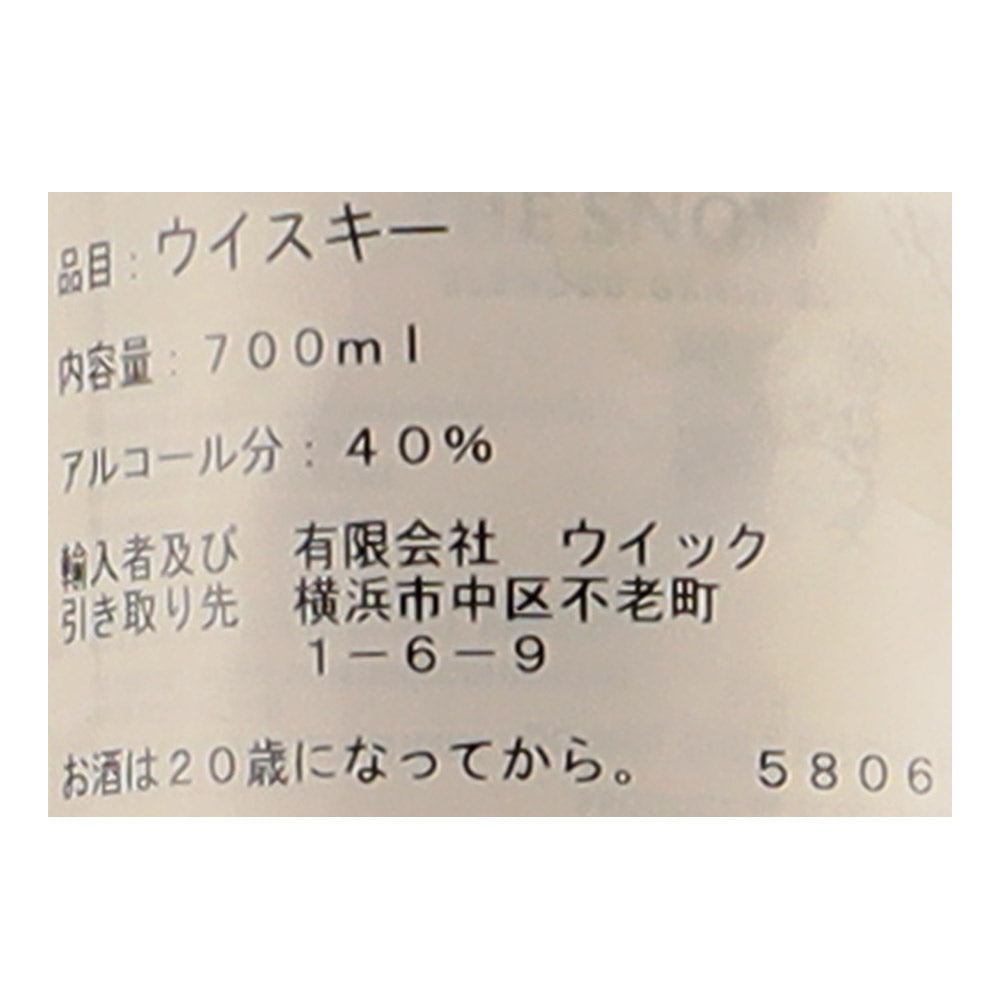 品目：ウイスキー
内容量：７００ｍｌ
アルコール分：４０％
輸入者及び　有限会社　ウイック
引き取り先　横浜市中区不老町
１－６－９
お酒は２０歳になってから。　５８０６